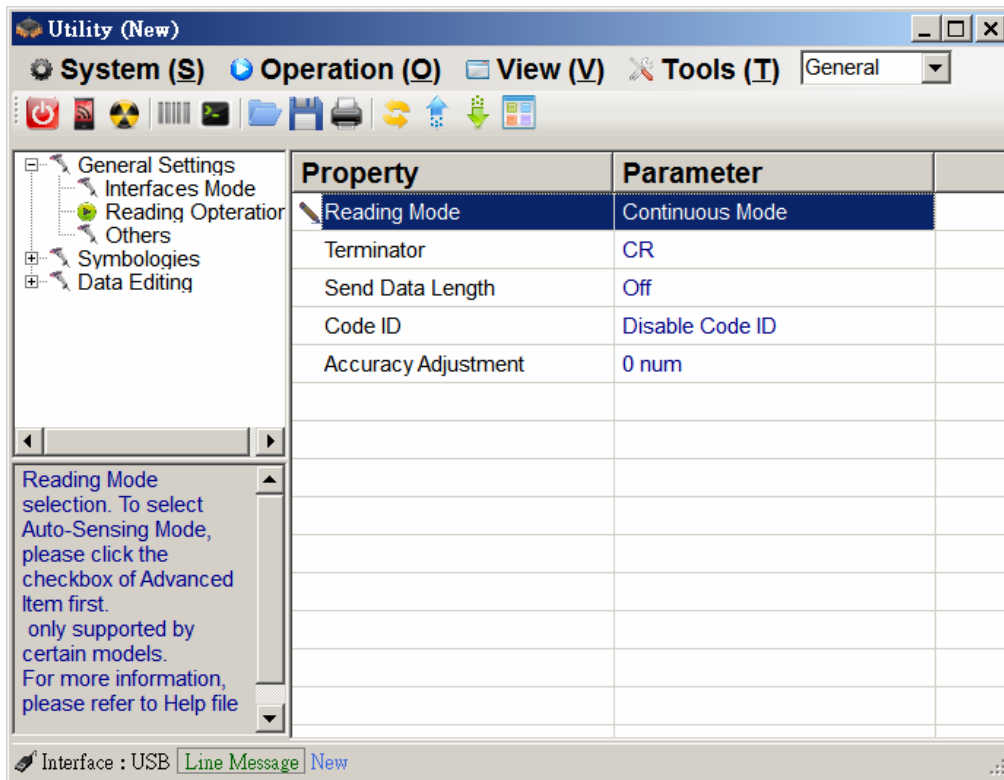 Utility (New)
System (S) Operation (O) View (V) Tools (T) General
General Settings
Interfaces Mode
Reading Opteration
Others
Symbologies
Data Editing
Property Parameter
Reading Mode Continuous Mode
Terminator CR
Send Data Length Off
Code ID Disable Code ID
Accuracy Adjustment 0 num
Reading Mode
selection. To select
Auto-Sensing Mode,
please click the
checkbox of Advanced
Item first.
only supported by
certain models.
For more information,
please refer to Help file
Interface : USB Line Message New